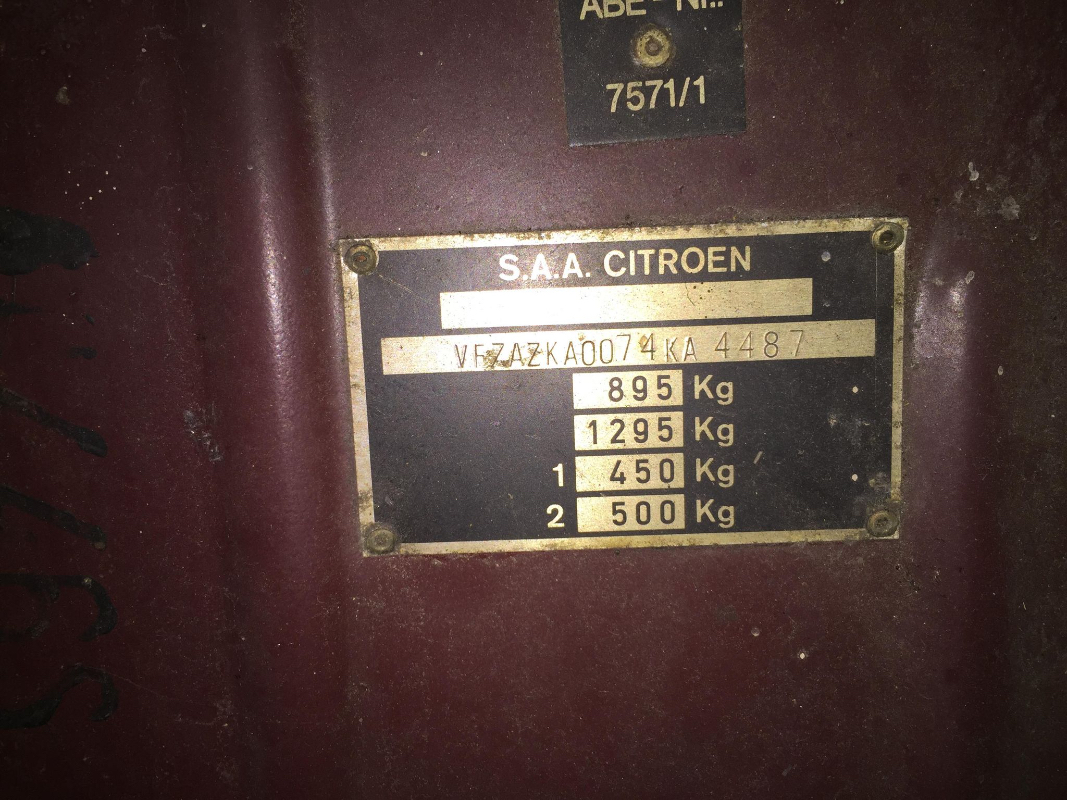 ABE - Nr.:
7571/1
S.A.A. CITROEN
VF7AZKA0074KA 4487
895 Kg
1295 Kg
1 450 Kg
2 500 Kg